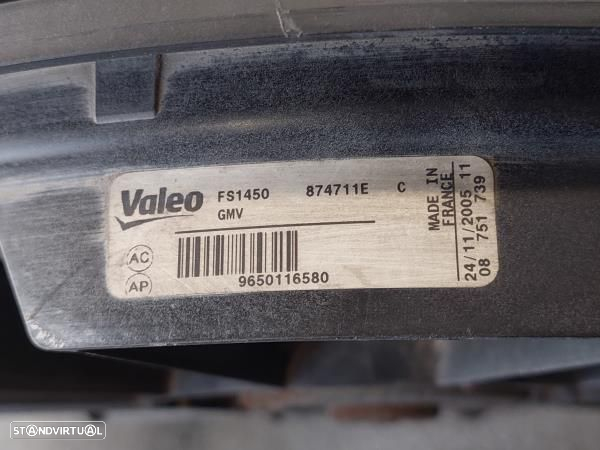 Valeo FS1450 874711E C
GMV
AC
AP
9650116580
MADE IN
FRANCE
24/11/2005 11
08 751 739
STANDVIRTUAL